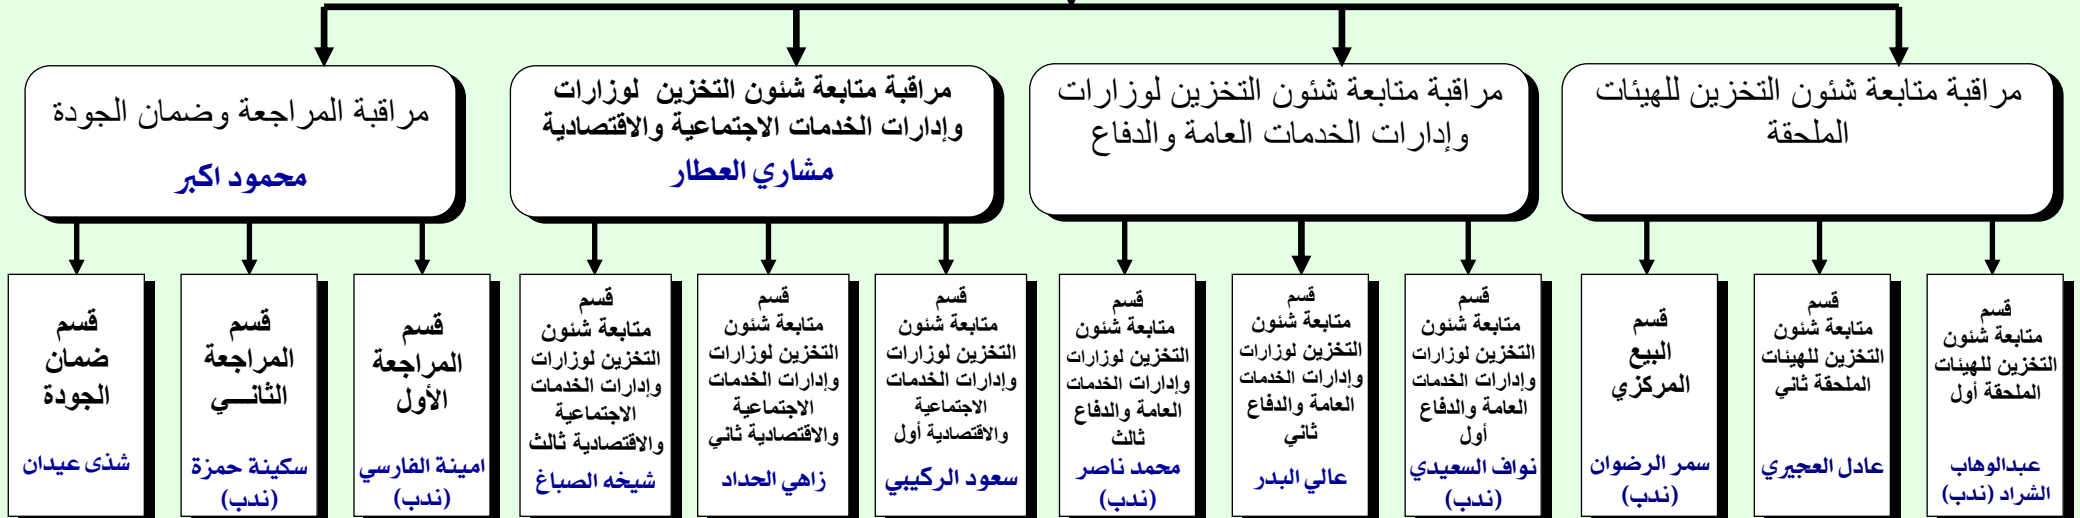 مراقبة متابعة شئون التخزين للهيئات
الملحقة
مراقبة متابعة شئون التخزين لوزارات
وإدارات الخدمات العامة والدفاع
مراقبة متابعة شئون التخزين لوزارات
وإدارات الخدمات الاجتماعية والاقتصادية
مشاري العطار
مراقبة المراجعة وضمان الجودة
محمود اكبر
قسم
متابعة شئون
التخزين للهيئات
الملحقة أول
عبدالوهاب
الشراد (ندب)
قسم
متابعة شئون
التخزين للهيئات
الملحقة ثاني
عادل العجيري
قسم
البيع
المركزي
سمر الرضوان
(ندب)
قسم
متابعة شئون
التخزين لوزارات
وإدارات الخدمات
العامة والدفاع
أول
نواف السعيدي
(ندب)
قسم
متابعة شئون
التخزين لوزارات
وإدارات الخدمات
العامة والدفاع
ثاني
عالي البدر
قسم
متابعة شئون
التخزين لوزارات
وإدارات الخدمات
العامة والدفاع
ثالث
محمد ناصر
(ندب)
قسم
متابعة شئون
التخزين لوزارات
وإدارات الخدمات
الاجتماعية
والاقتصادية أول
سعود الركيبي
قسم
متابعة شئون
التخزين لوزارات
وإدارات الخدمات
الاجتماعية
والاقتصادية ثاني
زاهي الحداد
قسم
متابعة شئون
التخزين لوزارات
وإدارات الخدمات
الاجتماعية
والاقتصادية ثالث
شيخه الصباغ
قسم
المراجعة
الأول
امينة الفارسي
(ندب)
قسم
المراجعة
الثانــــي
سكينة حمزة
(ندب)
قسم
ضمان
الجودة
شذى عيدان